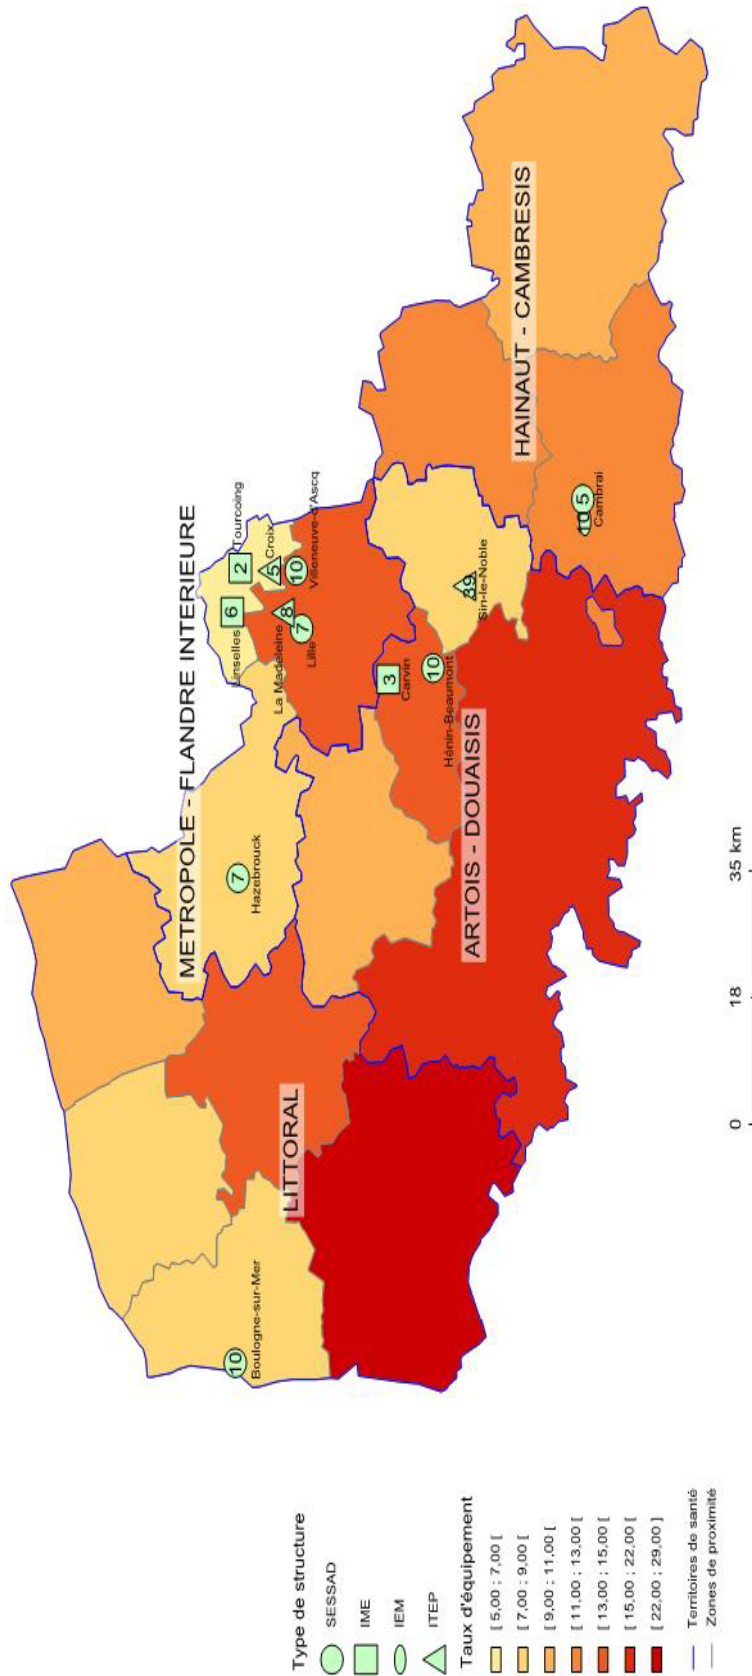 METROPOLE - FLANDRE INTERIEURE
LITTORAL
ARTOIS - DOUAISIS
HAINAUT - CAMBRESIS
10
Boulogne-sur-Mer
7
Hazebrouck
6
Linselles
2
Tourcoing
5
Croix
10
Villeneuve-d'Ascq
8
La Madeleine
7
Lille
3
Carvin
10
Hénin-Beaumont
39
Sin-le-Noble
10
5
Cambrai
Type de structure
SESSAD
IME
IEM
ITEP
Taux d'équipement
[ 5,00 ; 7,00 [
[ 7,00 ; 9,00 [
[ 9,00 ; 11,00 [
[ 11,00 ; 13,00 [
[ 13,00 ; 15,00 [
[ 15,00 ; 22,00 [
[ 22,00 ; 29,00 ]
Territoires de santé
Zones de proximité
0 18 35 km